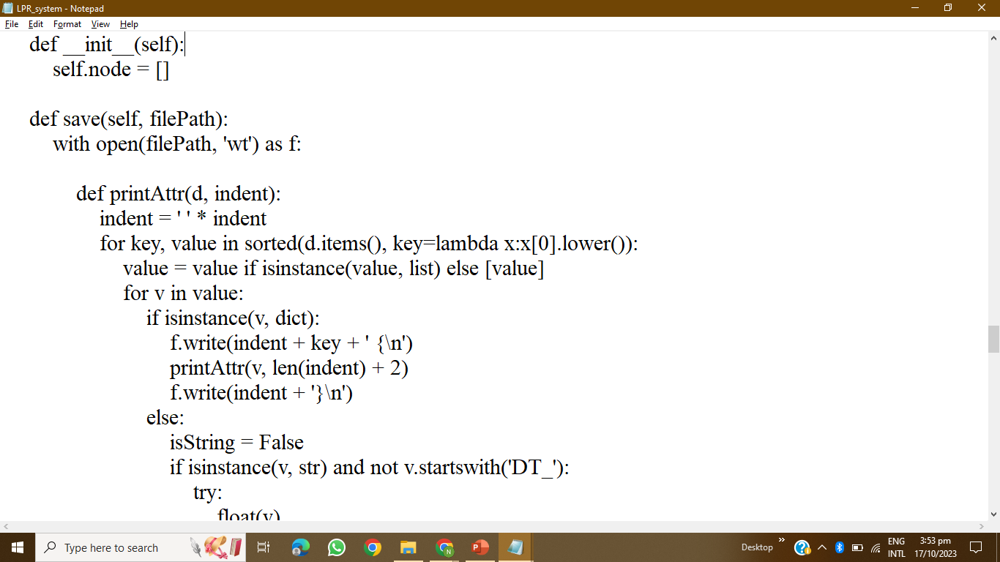 LPR_system - Notepad
File Edit Format View Help
def __init__(self):
self.node = []
def save(self, filePath):
with open(filePath, 'wt') as f:
def printAttr(d, indent):
indent = ' ' * indent
for key, value in sorted(d.items(), key=lambda x:x[0].lower()):
value = value if isinstance(value, list) else [value]
for v in value:
if isinstance(v, dict):
f.write(indent + key + ' {\n')
printAttr(v, len(indent) + 2)
f.write(indent + '}\n')
else:
isString = False
if isinstance(v, str) and not v.startswith('DT_'):
try:
float(v)
Type here to search
Desktop
ENG
INTL
3:53 pm
17/10/2023